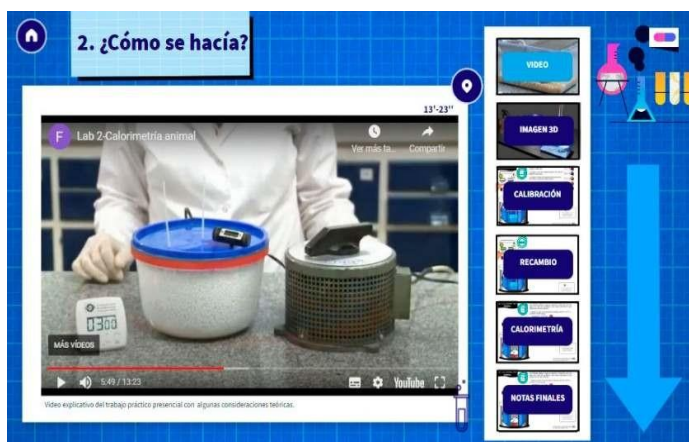 2. ¿Cómo se hacía?
13'-23''
F
Lab 2-Calorimetría animal
Ver más ta...
Compartir
03:00
MÁS VÍDEOS
5:49 / 13:23
YouTube
Video explicativo del trabajo práctico presencial con algunas consideraciones teóricas.
VIDEO
IMAGEN 3D
CALIBRACIÓN
RECAMBIO
CALORIMETRÍA
NOTAS FINALES